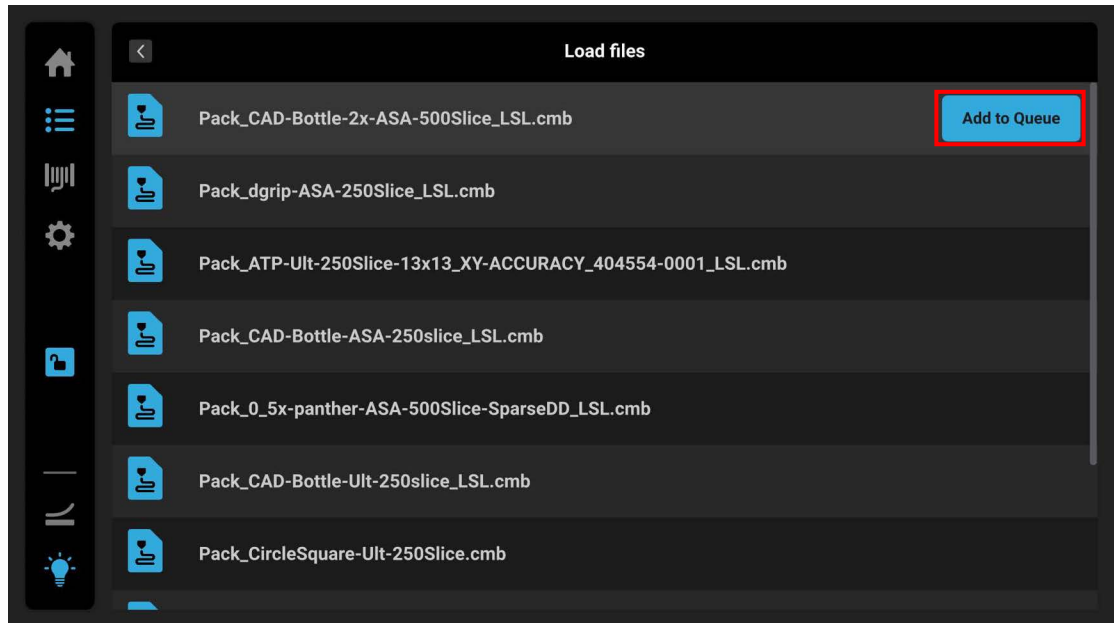 Load files
Pack_CAD-Bottle-2x-ASA-500Slice_LSL.cmb
Add to Queue
Pack_dgrip-ASA-250Slice_LSL.cmb
Pack_ATP-Ult-250Slice-13x13_XY-ACCURACY_404554-0001_LSL.cmb
Pack_CAD-Bottle-ASA-250slice_LSL.cmb
Pack_0_5x-panther-ASA-500Slice-SparseDD_LSL.cmb
Pack_CAD-Bottle-Ult-250slice_LSL.cmb
Pack_CircleSquare-Ult-250Slice.cmb